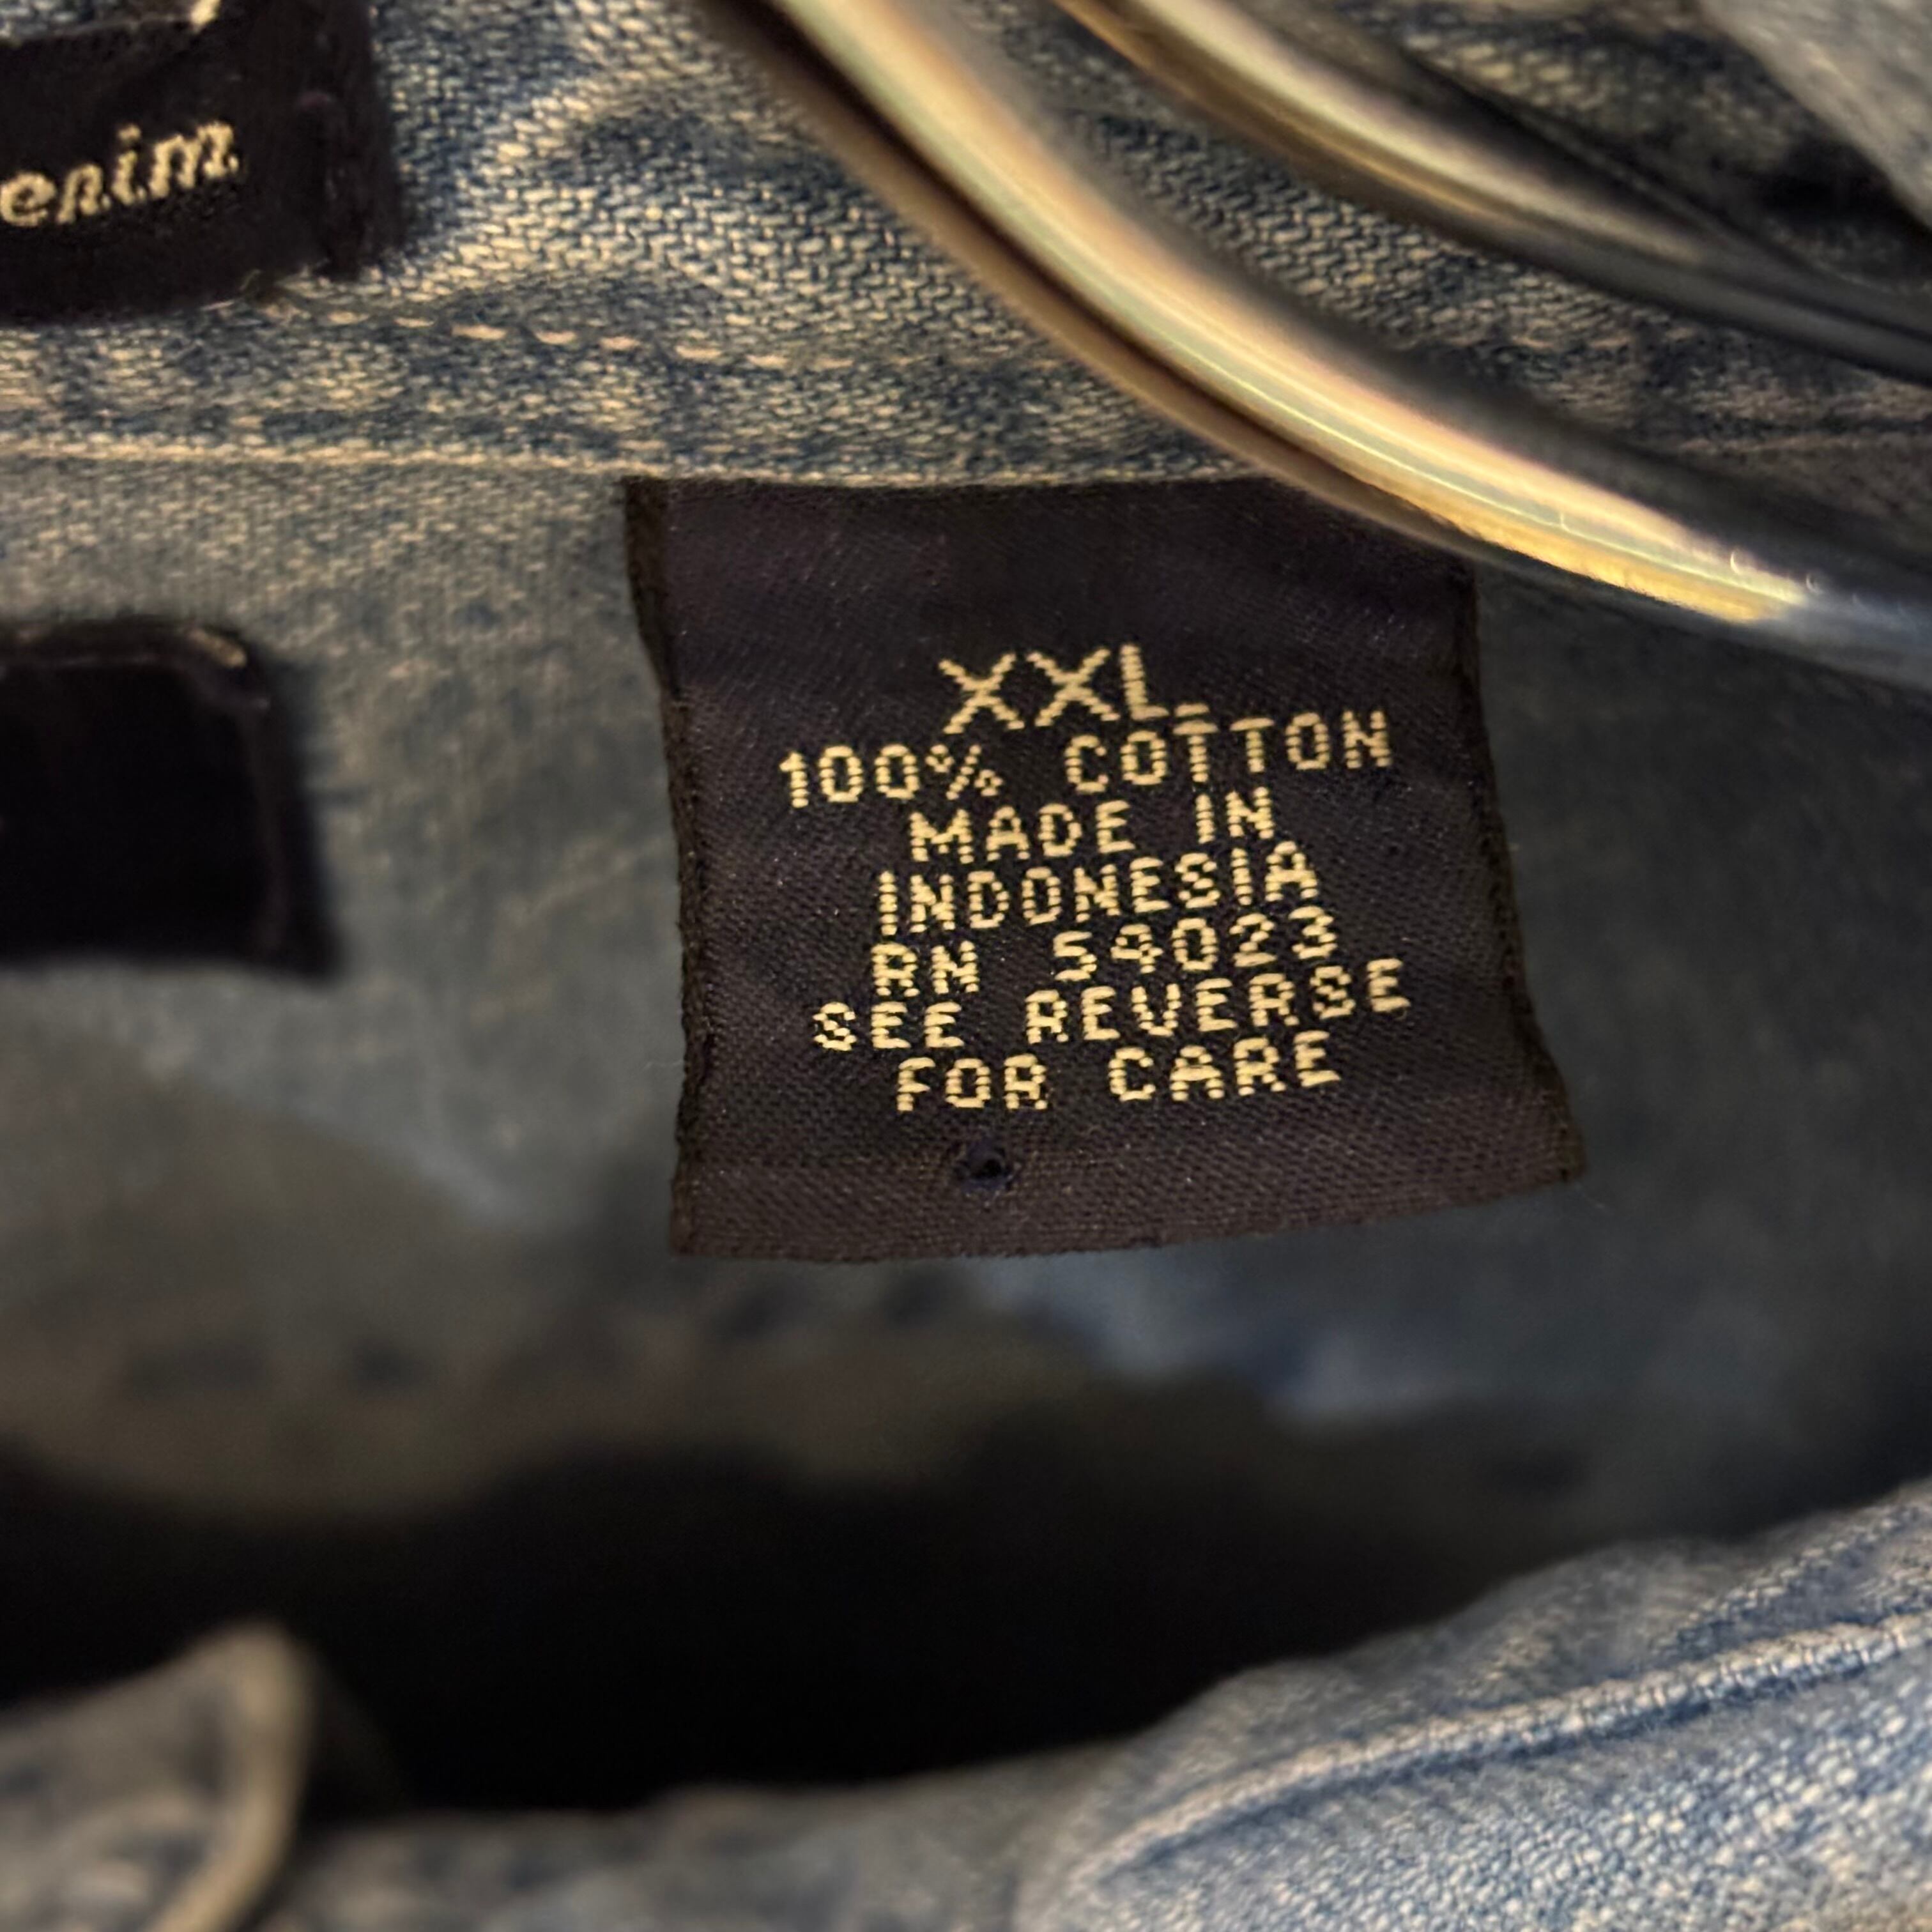 enim
XXL
100% COTTON
MADE IN
INDONESIA
RN 54023
SEE REVERSE
FOR CARE